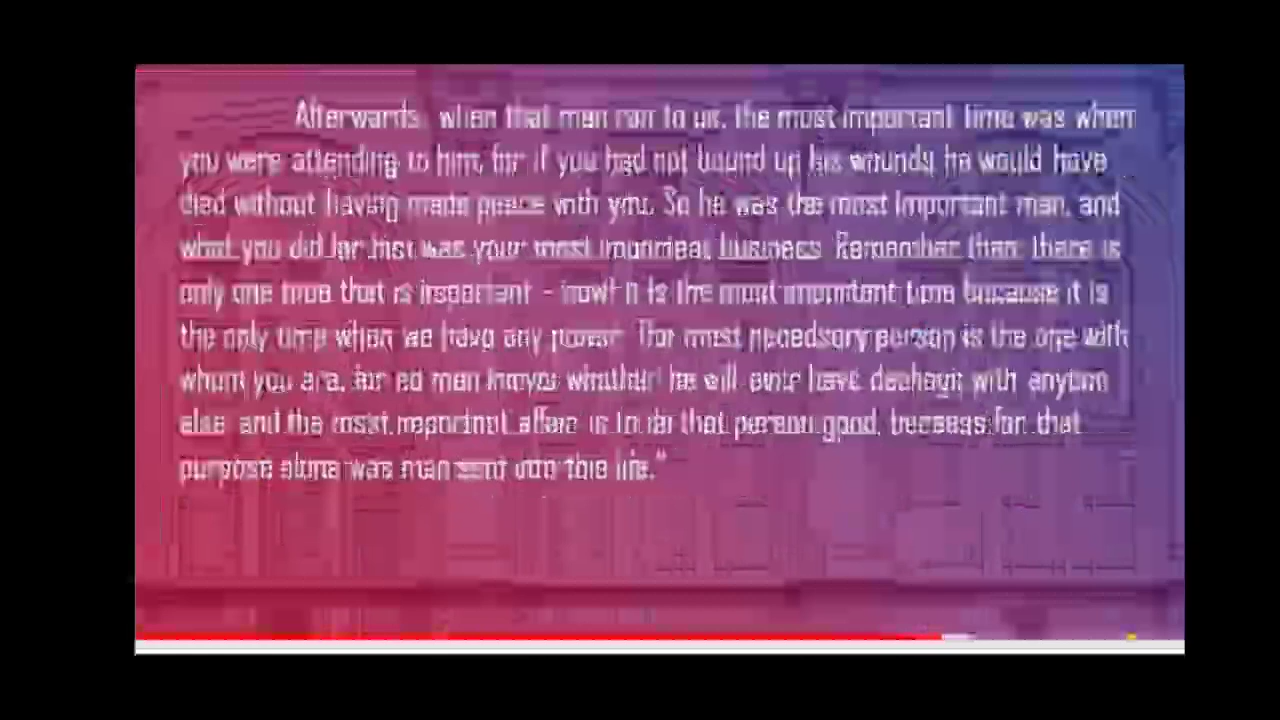 Afterwards, when that man ran to us, the most important time was when
you were attending to him, for if you had not bound up his wounds he would have
died without having made peace with you. So he was the most important man, and
what you did for him was your most important business. Remember then: there is
only one time that is important - now! It is the most important time because it is
the only time when we have any power. The most necessary person is the one with
whom you are, for no man knows whether he will ever have dealings with anyone
else and the most important affair is to do that person good, because for that
purpose alone was man sent into this life."